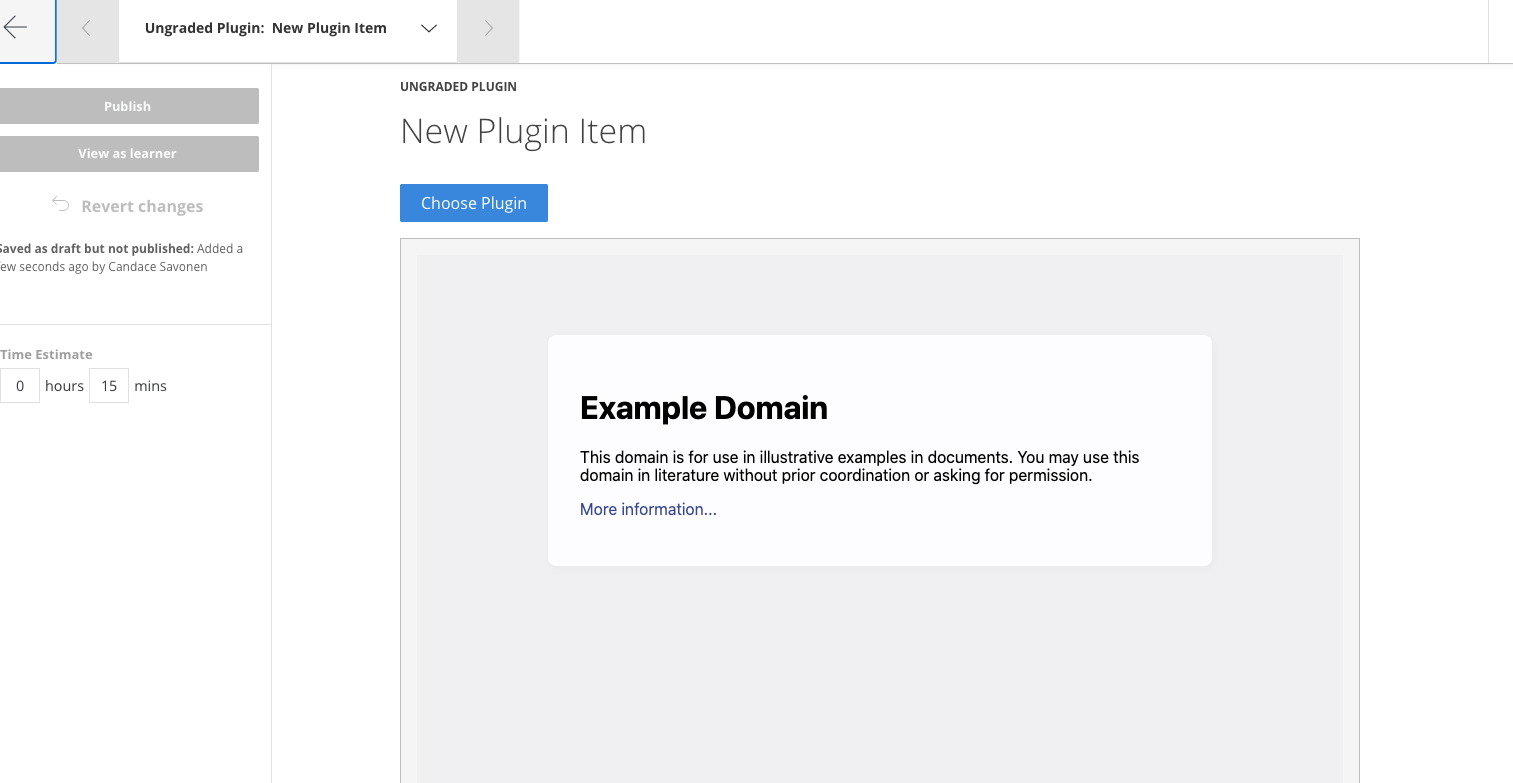 Ungraded Plugin: New Plugin Item
Publish
View as learner
Revert changes
Saved as draft but not published: Added a
few seconds ago by Candace Savonen
Time Estimate
0 hours 15 mins
UNGRADED PLUGIN
New Plugin Item
Choose Plugin
Example Domain
This domain is for use in illustrative examples in documents. You may use this
domain in literature without prior coordination or asking for permission.
More information...